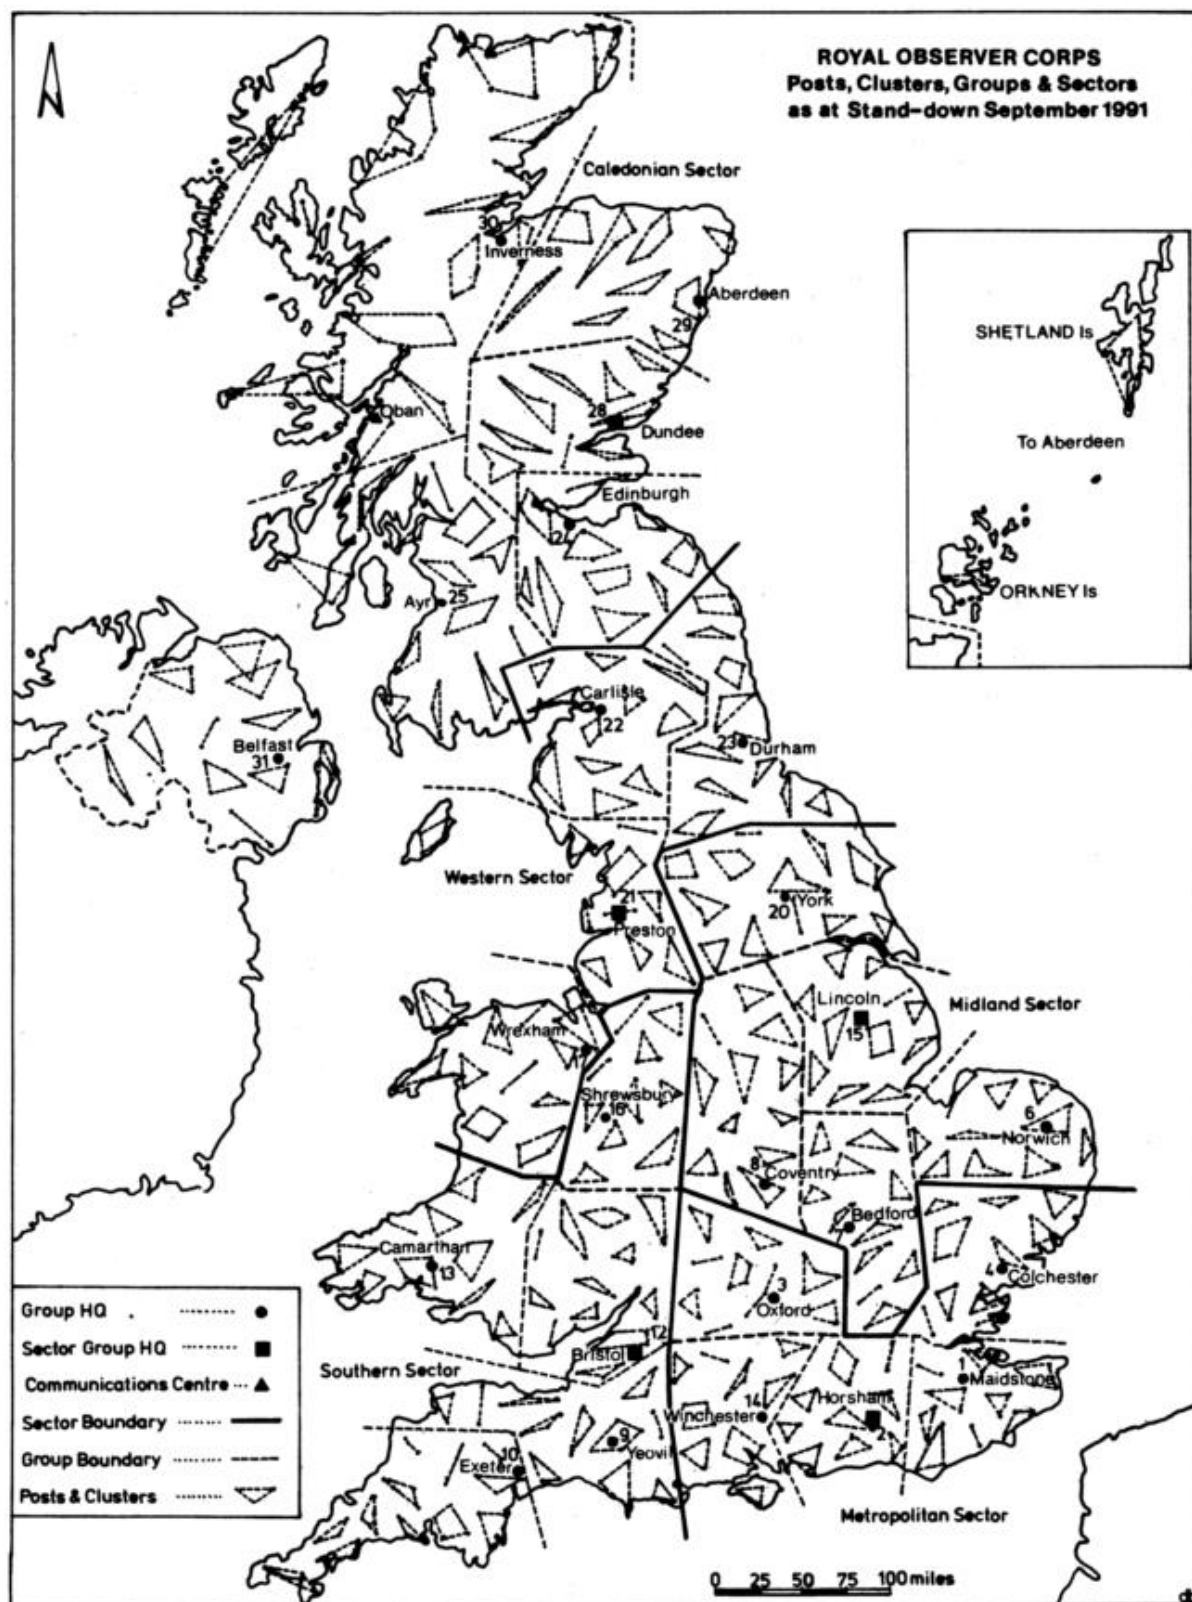 ROYAL OBSERVER CORPS
Posts, Clusters, Groups & Sectors
as at Stand-down September 1991
Caledonian Sector
30
Inverness
Aberdeen
29
SHETLAND Is
Oban
28
Dundee
To Aberdeen
Edinburgh
24
ORKNEY Is
Ayr
25
Carlisle
22
Belfast
31
23
Durham
Western Sector
21
Preston
20
York
Lincoln
15
Midland Sector
Wrexham
Shrewsbury
16
6
Norwich
8
Coventry
Bedford
Camarthan
13
4
Colchester
3
Oxford
12
Bristol
Southern Sector
1
Maidstone
14
Winchester
Horsham
2
9
Yeovil
10
Exeter
Metropolitan Sector
Group HQ
Sector Group HQ
Communications Centre
Sector Boundary
Group Boundary
Posts & Clusters
0 25 50 75 100 miles